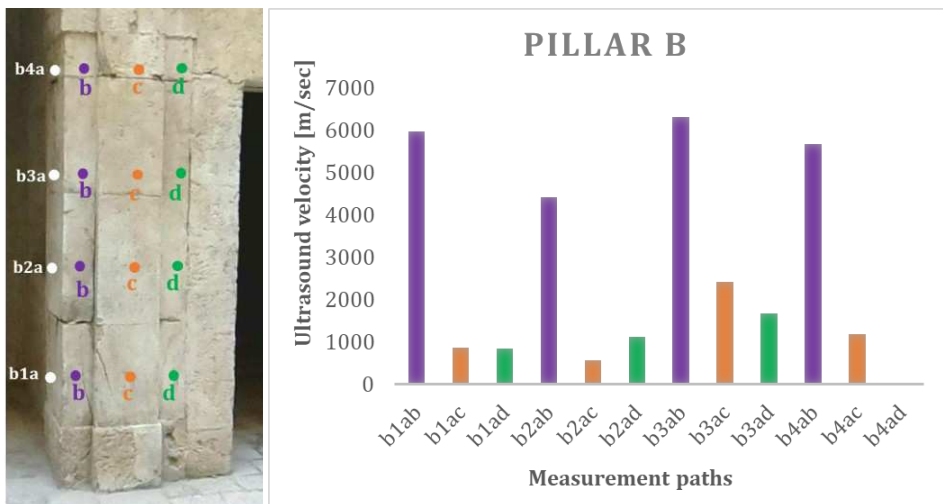 b4a
b
c
d
b3a
b
c
d
b2a
b
c
d
b1a
b
c
d
PILLAR B
Ultrasound velocity [m/sec]
7000
6000
5000
4000
3000
2000
1000
0
b1ab
b1ac
b1ad
b2ab
b2ac
b2ad
b3ab
b3ac
b3ad
b4ab
b4ac
b4ad
Measurement paths